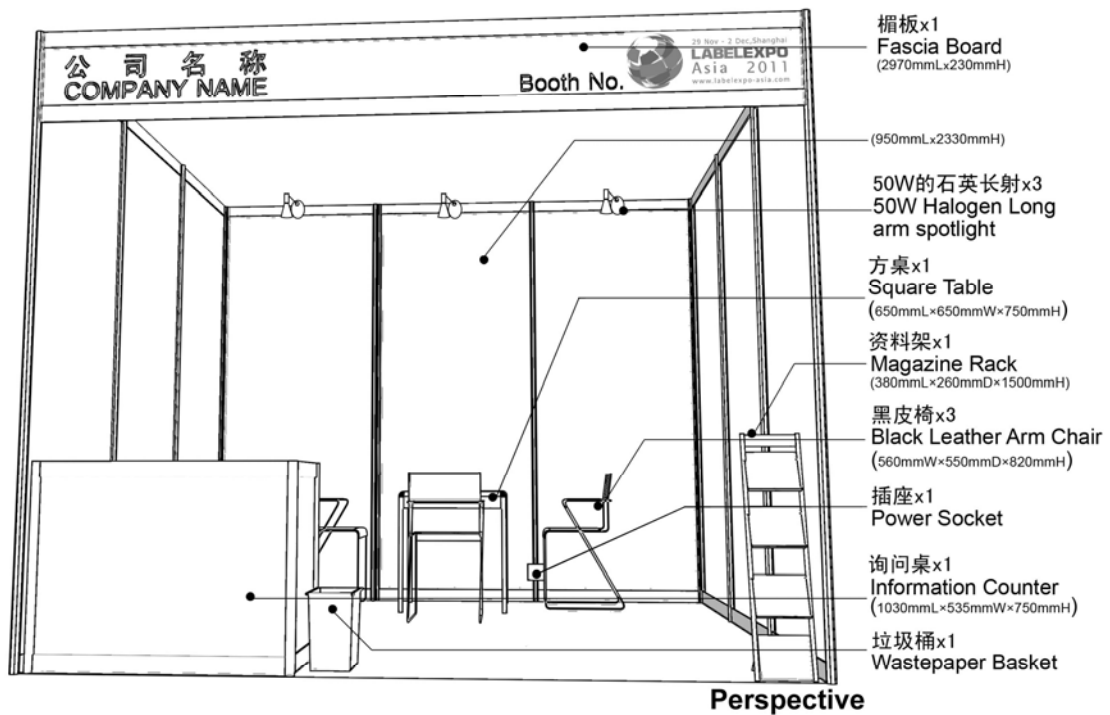 公 司 名 称
COMPANY NAME
Booth No.
29 Nov - 2 Dec,Shanghai
LABELEXPO
Asia 2011
www.labelexpo-asia.com
楣板x1
Fascia Board
(2970mmLx230mmH)
(950mmLx2330mmH)
50W的石英长射x3
50W Halogen Long
arm spotlight
方桌x1
Square Table
(650mmL×650mmW×750mmH)
资料架x1
Magazine Rack
(380mmL×260mmD×1500mmH)
黑皮椅x3
Black Leather Arm Chair
(560mmW×550mmD×820mmH)
插座x1
Power Socket
询问桌x1
Information Counter
(1030mmL×535mmW×750mmH)
垃圾桶x1
Wastepaper Basket
Perspective